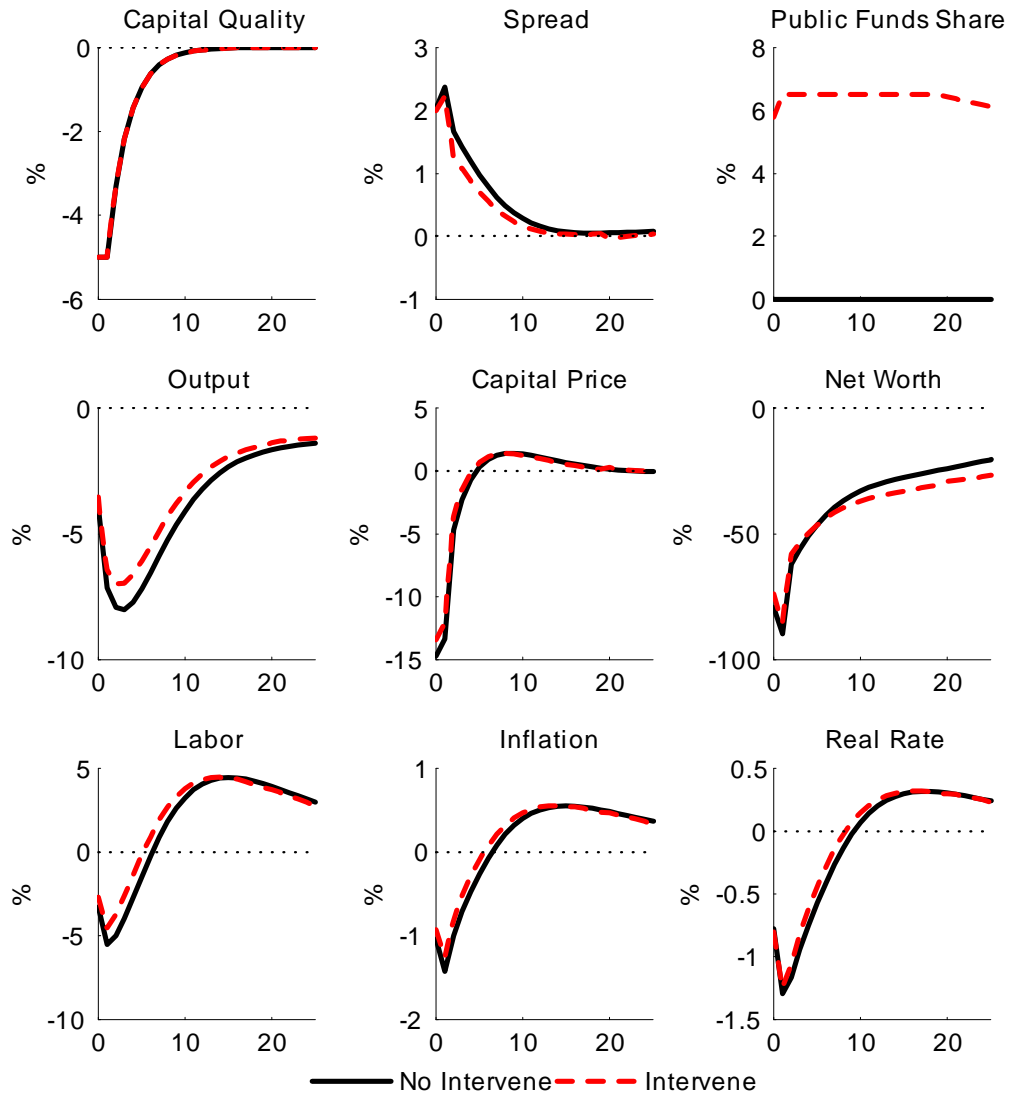 Capital Quality Spread Public Funds Share
0 3 8
2 6
-2
% % 1 % 4
-4
0 2
-6 -1 0
0 10 20 0 10 20 0 10 20
Output Capital Price Net Worth
0 5 0
0
% -5 % -5 % -50
-10
-10 -15 -100
0 10 20 0 10 20 0 10 20
Labor Inflation Real Rate
5 1 0.5
0 0 0
% % % -0.5
-5 -1 -1
-10 -2 -1.5
0 10 20 0 10 20 0 10 20
No Intervene Intervene